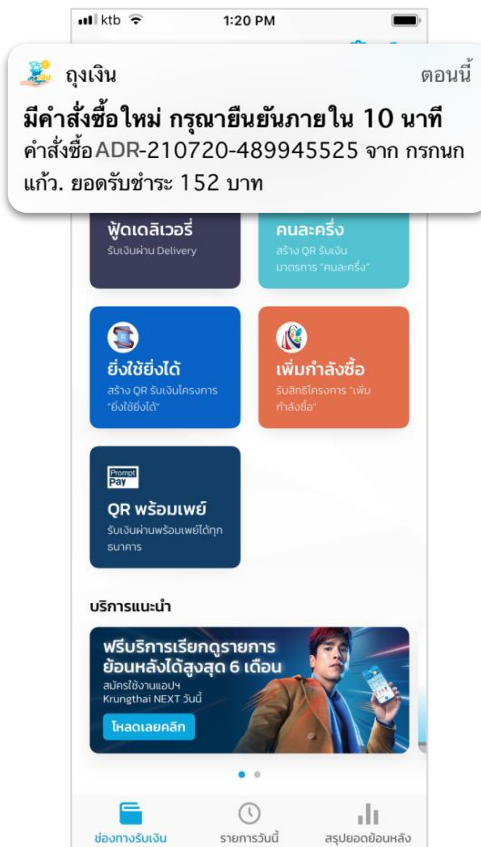 ktb 1:20 PM
ถุงเงิน ตอนนี้
มีคำสั่งซื้อใหม่ กรุณายืนยันภายใน 10 นาที
คำสั่งซื้อADR-210720-489945525 จาก กรกนก
แก้ว. ยอดรับชำระ 152 บาท
ฟู้ดเดลิเวอรี่
รับเงินผ่าน Delivery
คนละครึ่ง
สร้าง QR รับเงิน
มาตรการ "คนละครึ่ง"
ยิ่งใช้ยิ่งได้
สร้าง QR รับเงินโครงการ
"ยิ่งใช้ยิ่งได้"
เพิ่มกำลังซื้อ
รับสิทธิโครงการ "เพิ่ม
กำลังซื้อ"
Prompt
Pay
QR พร้อมเพย์
รับเงินผ่านพร้อมเพย์ได้ทุก
ธนาคาร
บริการแนะนำ
ฟรีบริการเรียกดูรายการ
ย้อนหลังได้สูงสุด 6 เดือน
สมัครใช้งานแอปฯ
Krungthai NEXT วันนี้
โหลดเลยคลิก
ช่องทางรับเงิน รายการวันนี้ สรุปยอดย้อนหลัง